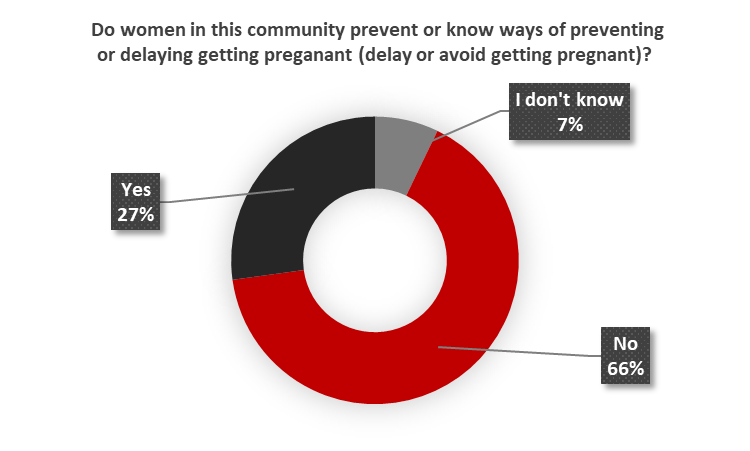 Do women in this community prevent or know ways of preventing
or delaying getting preganant (delay or avoid getting pregnant)?
I don't know
7%
Yes
27%
No
66%